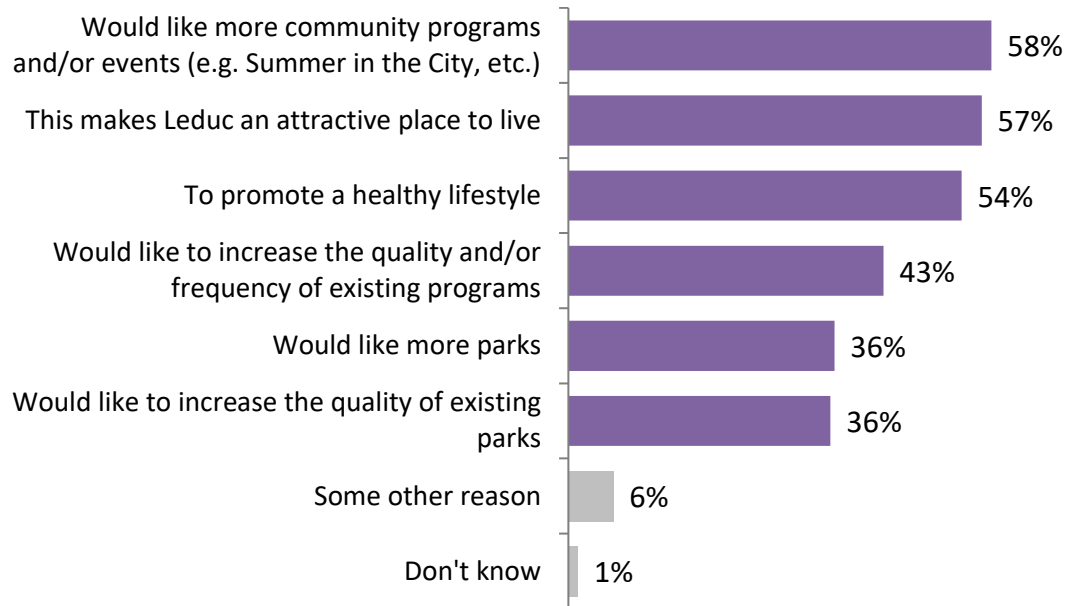 Would like more community programs
and/or events (e.g. Summer in the City, etc.)
58%
This makes Leduc an attractive place to live
57%
To promote a healthy lifestyle
54%
Would like to increase the quality and/or
frequency of existing programs
43%
Would like more parks
36%
Would like to increase the quality of existing
parks
36%
Some other reason
6%
Don't know
1%